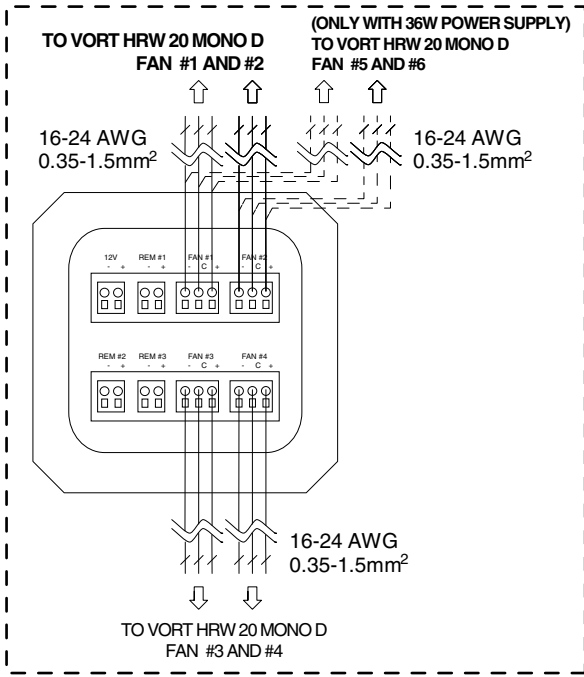 (ONLY WITH 36W POWER SUPPLY)
TO VORT HRW 20 MONO D
FAN #1 AND #2
TO VORT HRW 20 MONO D
FAN #5 AND #6
16-24 AWG
0.35-1.5mm²
16-24 AWG
0.35-1.5mm²
12V
- +
REM #1
- +
FAN #1
- C +
FAN #2
- C +
REM #2
- +
REM #3
- +
FAN #3
- C +
FAN #4
- C +
16-24 AWG
0.35-1.5mm²
TO VORT HRW 20 MONO D
FAN #3 AND #4